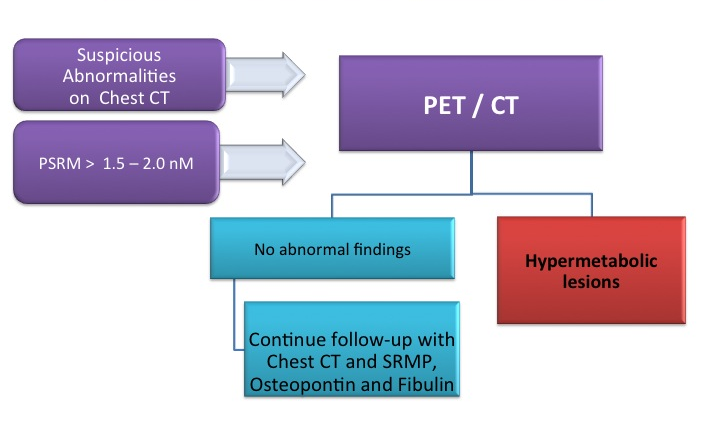 Suspicious
Abnormalities
on Chest CT
PSRM > 1.5 – 2.0 nM
PET / CT
No abnormal findings
Hypermetabolic
lesions
Continue follow-up with
Chest CT and SRMP,
Osteopontin and Fibulin